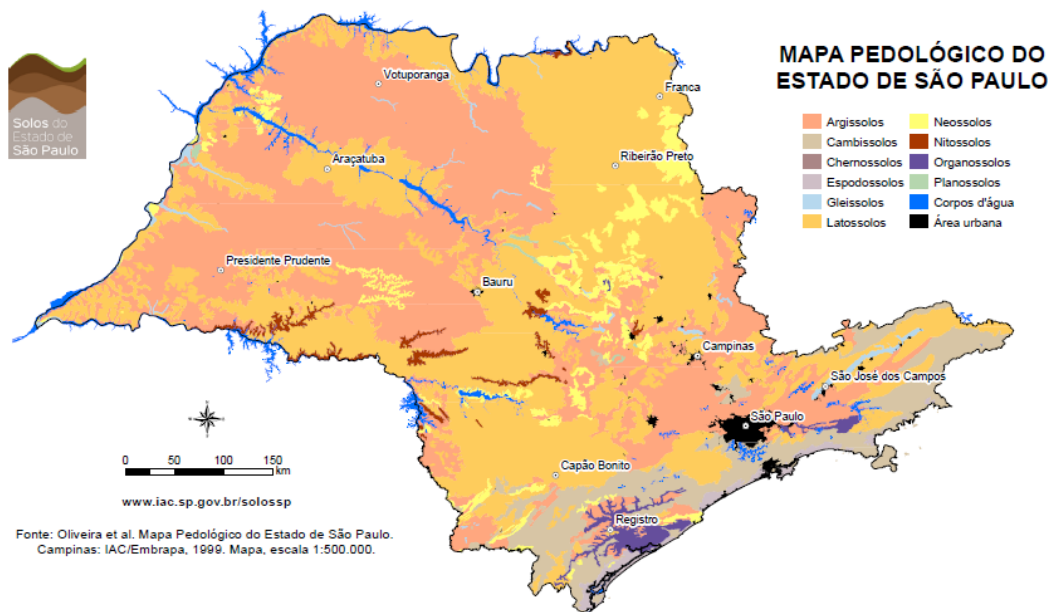 Solos do
Estado de
São Paulo
MAPA PEDOLÓGICO DO
ESTADO DE SÃO PAULO
Argissolos
Cambissolos
Chernossolos
Espodossolos
Gleissolos
Latossolos
Neossolos
Nitossolos
Organossolos
Planossolos
Corpos d'água
Área urbana
Votuporanga
Franca
Araçatuba
Ribeirão Preto
Presidente Prudente
Bauru
Campinas
São José dos Campos
São Paulo
Capão Bonito
Registro
0 50 100 150
km
www.iac.sp.gov.br/solossp
Fonte: Oliveira et al. Mapa Pedológico do Estado de São Paulo.
Campinas: IAC/Embrapa, 1999. Mapa, escala 1:500.000.